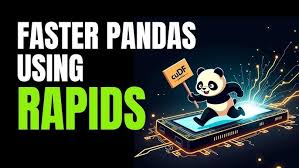 FASTER PANDAS
USING
RAPIDS
cuDF